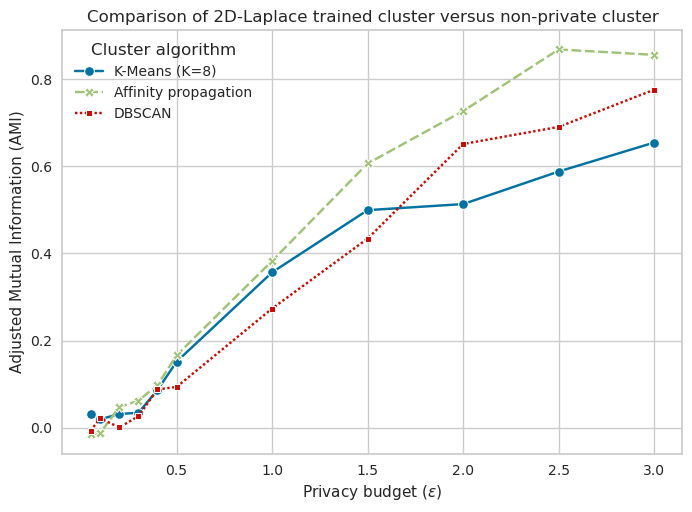 Comparison of 2D-Laplace trained cluster versus non-private cluster
Cluster algorithm
K-Means (K=8)
Affinity propagation
DBSCAN
Adjusted Mutual Information (AMI)
0.8
0.6
0.4
0.2
0.0
0.5 1.0 1.5 2.0 2.5 3.0
Privacy budget (ε)